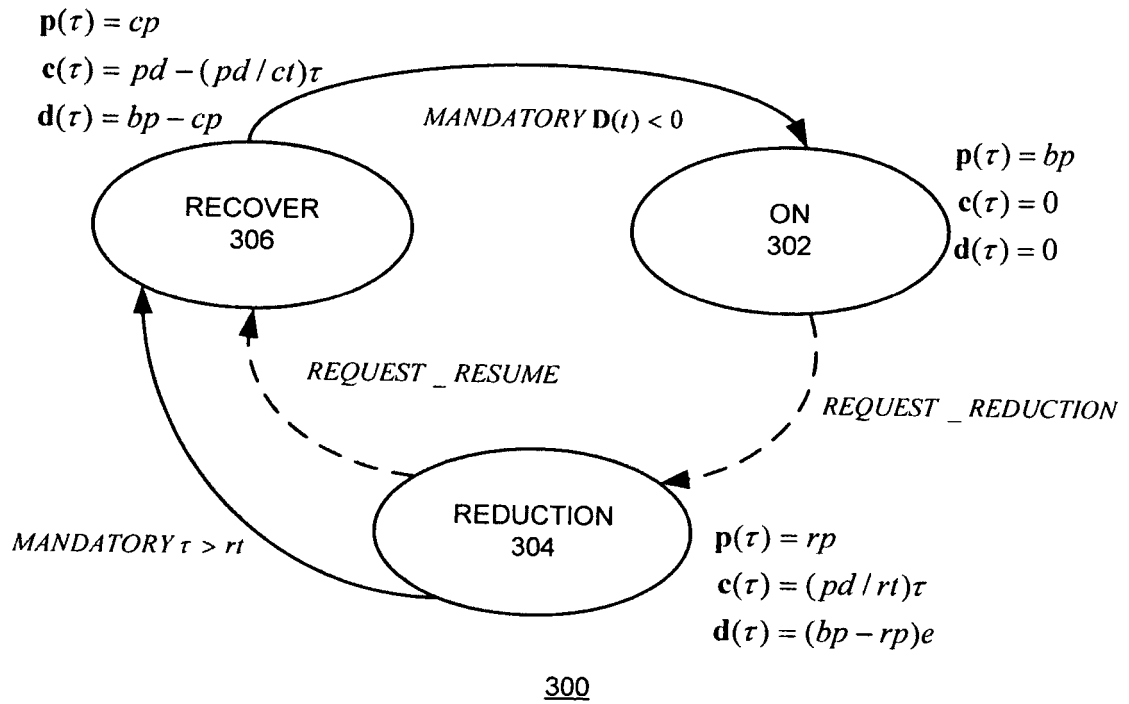 p(τ) = cp
c(τ) = pd − (pd / ct)τ
d(τ) = bp − cp
MANDATORY D(t) < 0
RECOVER
306
ON
302
p(τ) = bp
c(τ) = 0
d(τ) = 0
REQUEST _ RESUME
REQUEST _ REDUCTION
MANDATORY τ > rt
REDUCTION
304
p(τ) = rp
c(τ) = (pd / rt)τ
d(τ) = (bp − rp)e
300